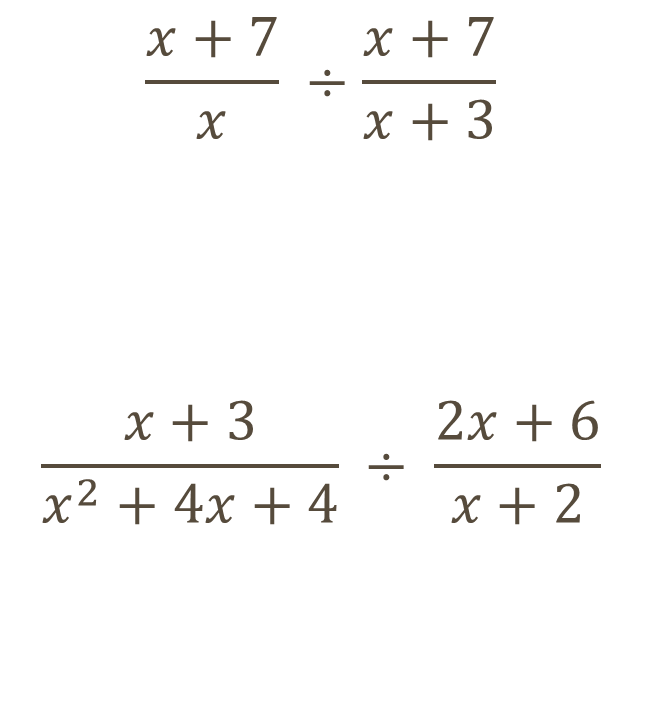 x + 7 / x ÷ x + 7 / x + 3
x + 3 / x² + 4x + 4 ÷ 2x + 6 / x + 2